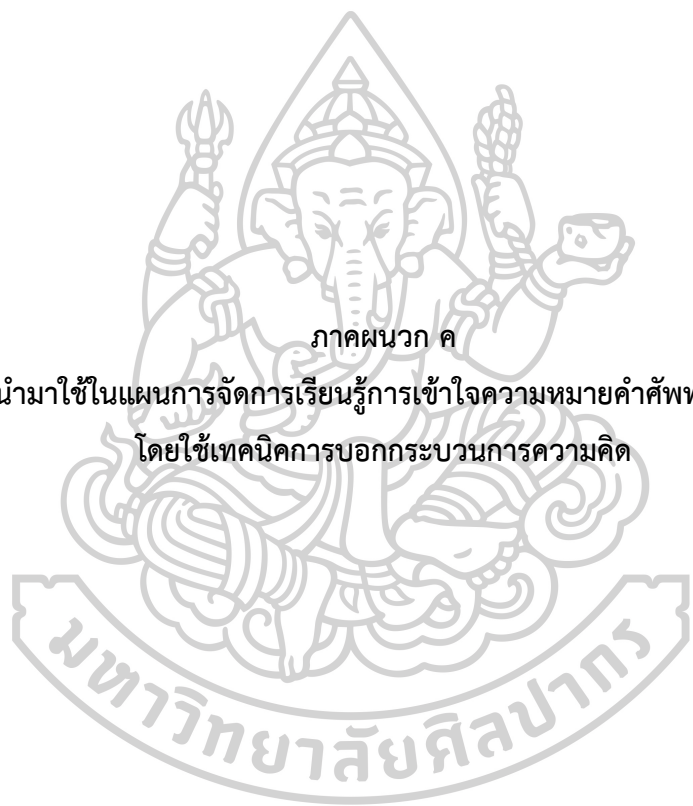 ภาคผนวก ค
นำมาใช้ในแผนการจัดการเรียนรู้การเข้าใจความหมายคำศัพท
โดยใช้เทคนิคการบอกกระบวนการความคิด
มหาวิทยาลัยศิลปากร